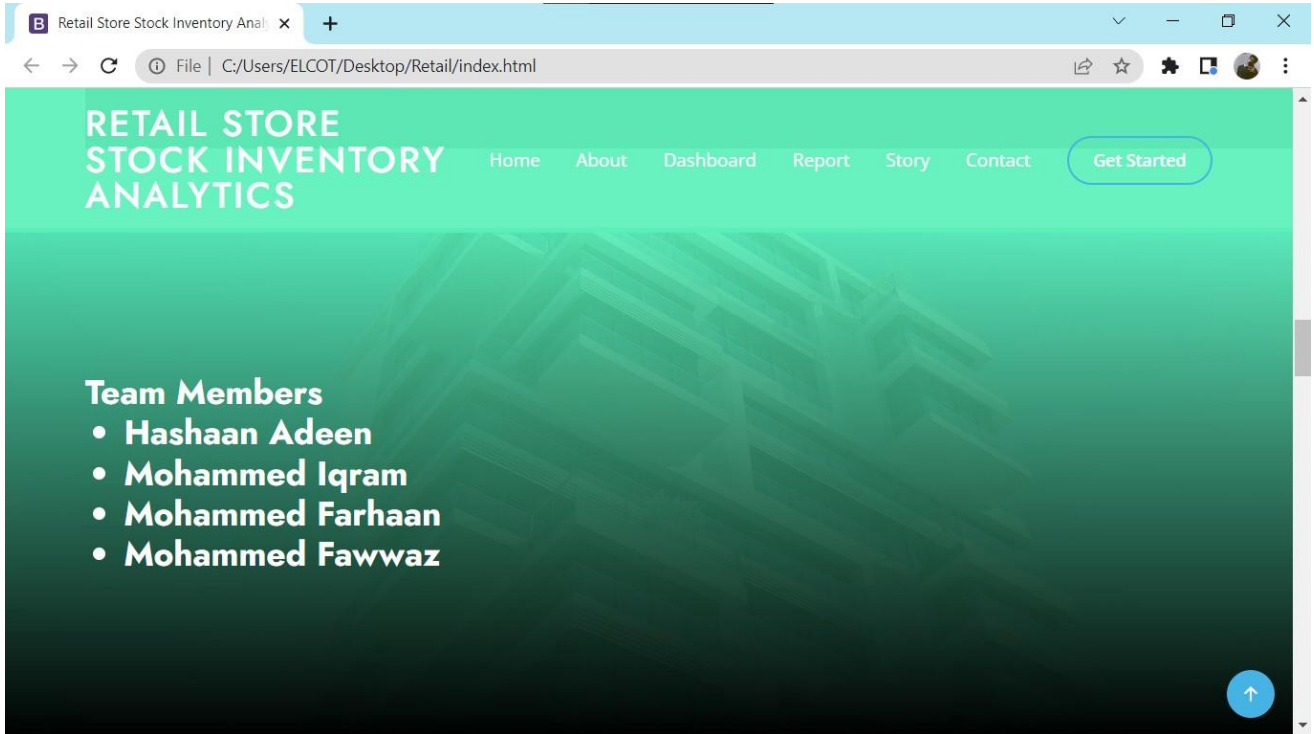 Retail Store Stock Inventory Anal
File | C:/Users/ELCOT/Desktop/Retail/index.html
RETAIL STORE
STOCK INVENTORY
ANALYTICS
Home About Dashboard Report Story Contact Get Started
Team Members
• Hashaan Adeen
• Mohammed Iqram
• Mohammed Farhaan
• Mohammed Fawwaz